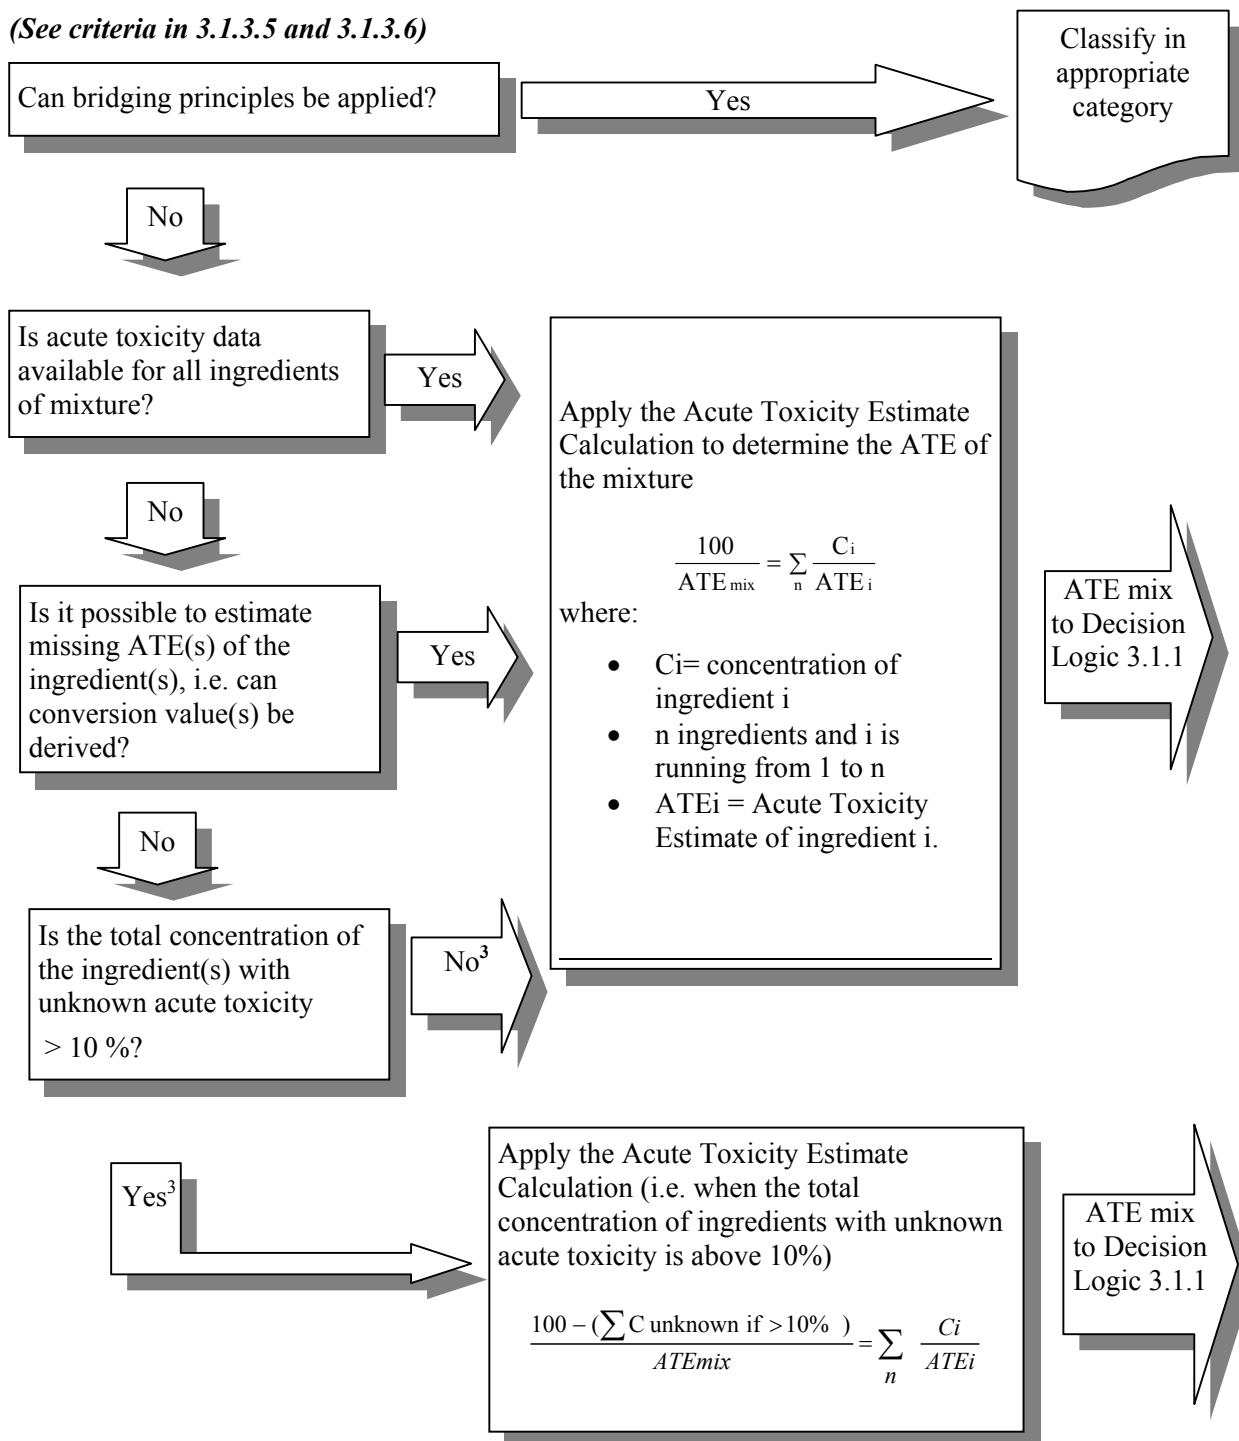 (See criteria in 3.1.3.5 and 3.1.3.6)
Can bridging principles be applied?
Yes
Classify in
appropriate
category
No
Is acute toxicity data
available for all ingredients
of mixture?
Yes
Apply the Acute Toxicity Estimate
Calculation to determine the ATE of
the mixture
100/ATE mix = ∑n Ci/ATE i
where:
• Ci= concentration of
ingredient i
• n ingredients and i is
running from 1 to n
• ATEi = Acute Toxicity
Estimate of ingredient i.
ATE mix
to Decision
Logic 3.1.1
No
Is it possible to estimate
missing ATE(s) of the
ingredient(s), i.e. can
conversion value(s) be
derived?
Yes
No
Is the total concentration of
the ingredient(s) with
unknown acute toxicity
> 10 %?
No³
Yes³
Apply the Acute Toxicity Estimate
Calculation (i.e. when the total
concentration of ingredients with unknown
acute toxicity is above 10%)
100 – (∑ C unknown if > 10% )/ATEmix = ∑n Ci/ATEi
ATE mix
to Decision
Logic 3.1.1